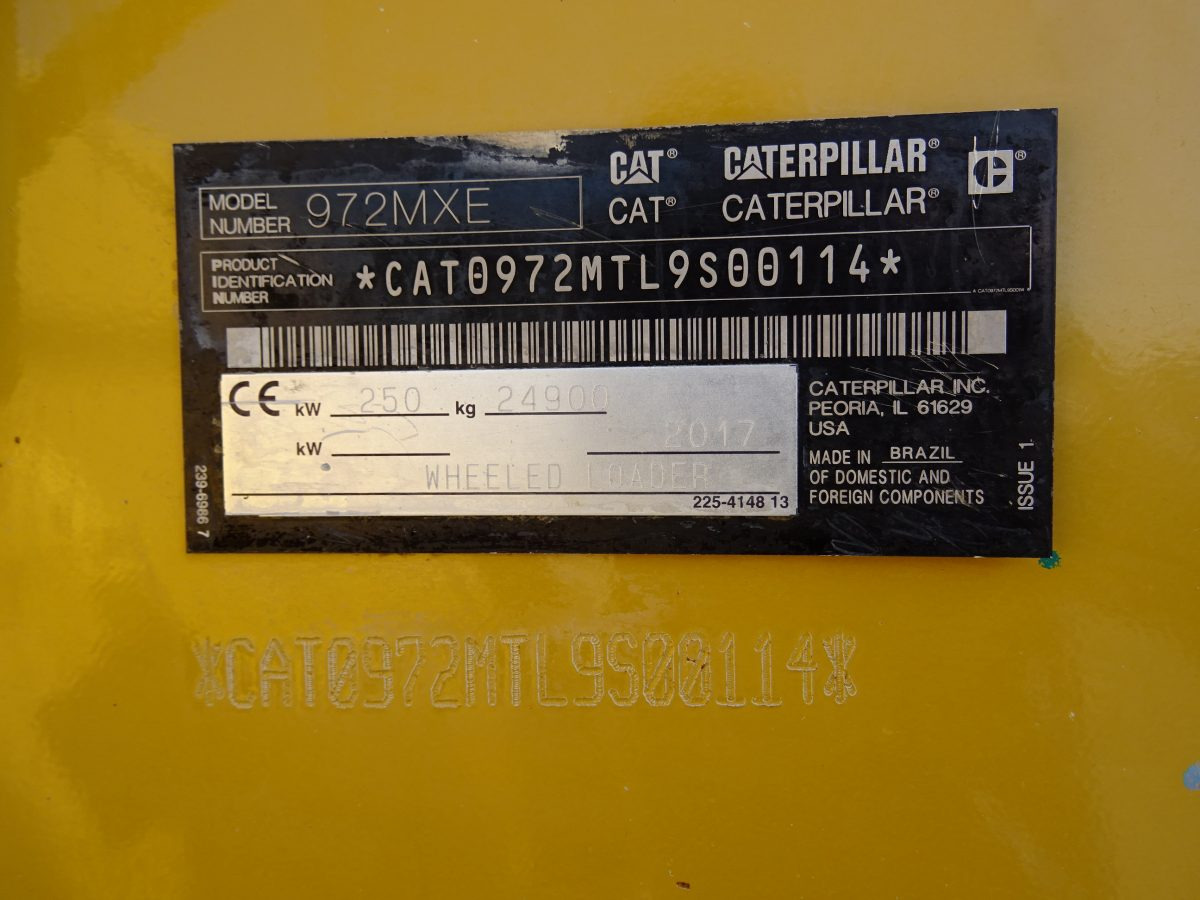 CAT® CATERPILLAR® C®
CAT® CATERPILLAR®
MODEL NUMBER 972MXE
PRODUCT IDENTIFICATION NUMBER *CAT0972MTL9S00114*
CE kW 250 kg 24900
kW 2017
WHEELED LOADER
225-4148 13
239-6986 7
CATERPILLAR INC.
PEORIA, IL 61629
USA
MADE IN BRAZIL
OF DOMESTIC AND
FOREIGN COMPONENTS
ISSUE 1
*CAT0972MTL9S00114*